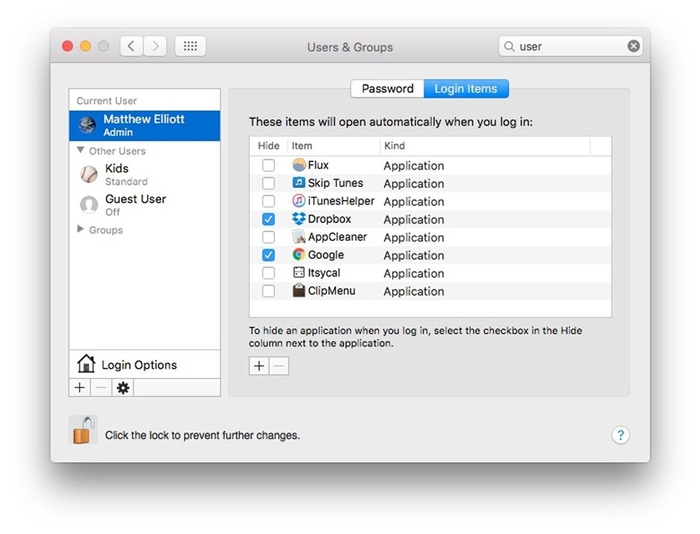 Users & Groups
user
Current User
Matthew Elliott
Admin
Other Users
Kids
Standard
Guest User
Off
Groups
Login Options
Password Login Items
These items will open automatically when you log in:
Hide Item Kind
Flux Application
Skip Tunes Application
iTunesHelper Application
Dropbox Application
AppCleaner Application
Google Application
Itsycal Application
ClipMenu Application
To hide an application when you log in, select the checkbox in the Hide
column next to the application.
Click the lock to prevent further changes.
?